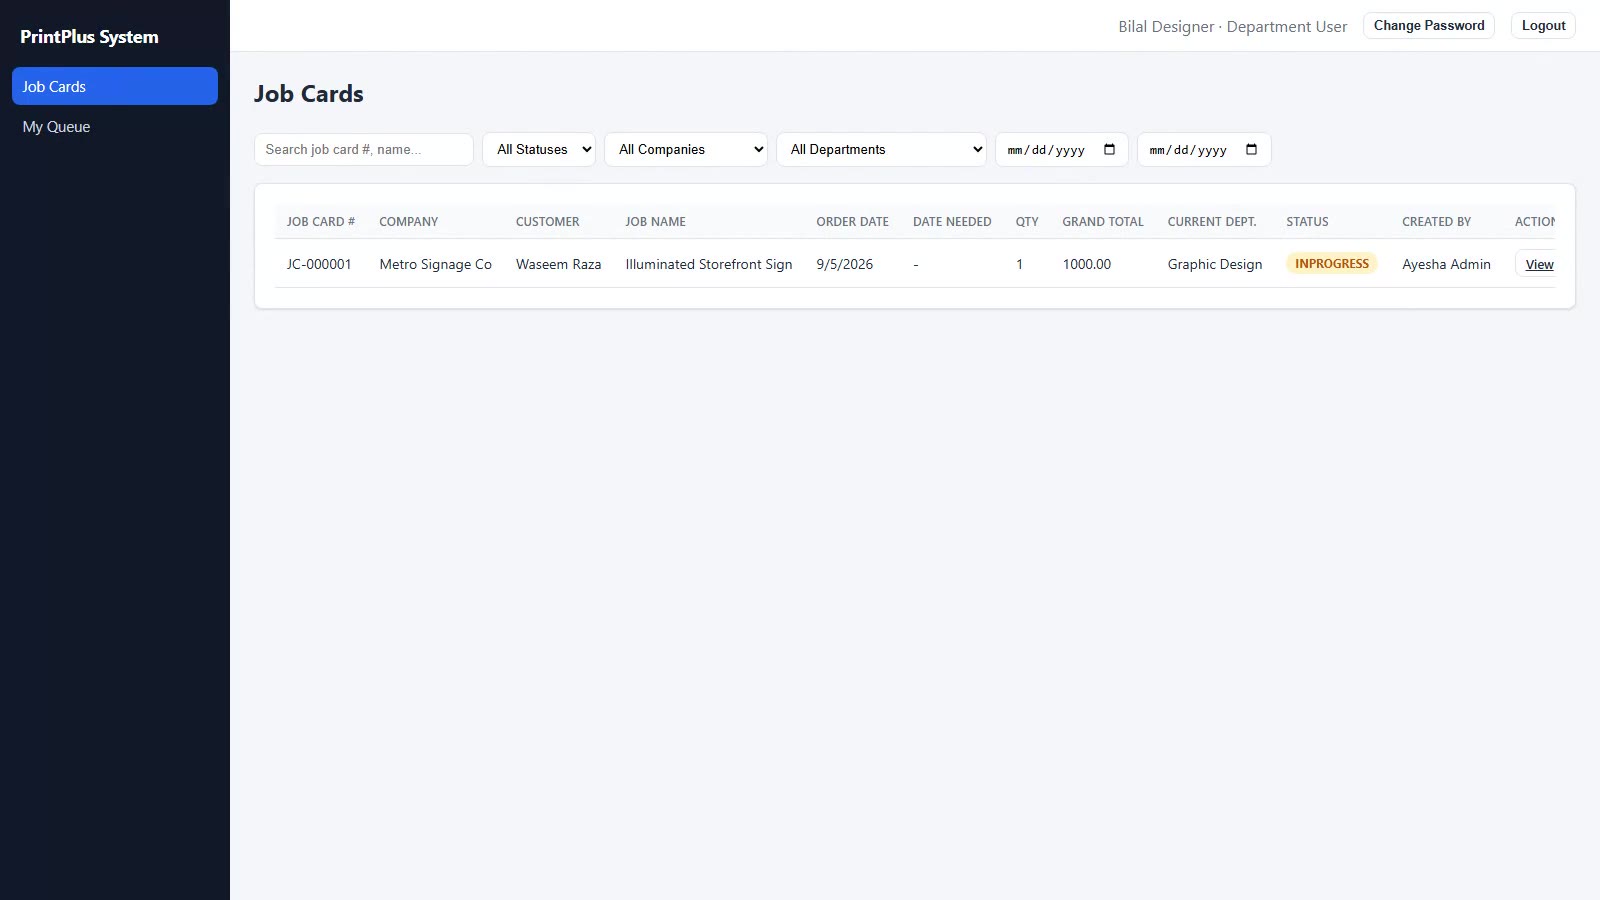 PrintPlus System
Bilal Designer · Department User
Change Password
Logout
Job Cards
My Queue
Job Cards
Search job card #, name...
All Statuses
All Companies
All Departments
mm/dd/yyyy
mm/dd/yyyy
JOB CARD # COMPANY CUSTOMER JOB NAME ORDER DATE DATE NEEDED QTY GRAND TOTAL CURRENT DEPT. STATUS CREATED BY ACTION
JC-000001 Metro Signage Co Waseem Raza Illuminated Storefront Sign 9/5/2026 - 1 1000.00 Graphic Design INPROGRESS Ayesha Admin View